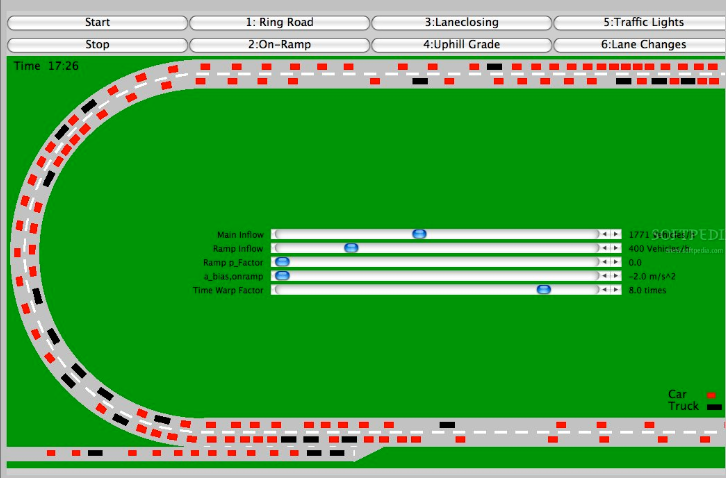 Start
1: Ring Road
3:Laneclosing
5:Traffic Lights
Stop
2:On-Ramp
4:Uphill Grade
6:Lane Changes
Time 17:26
Main Inflow 1771 Vehicles/h
SOFTPEDIA
Ramp Inflow 400 Vehicles/h
Ramp p_Factor 0.0
a_bias,onramp -2.0 m/s^2
Time Warp Factor 8.0 times
Car
Truck